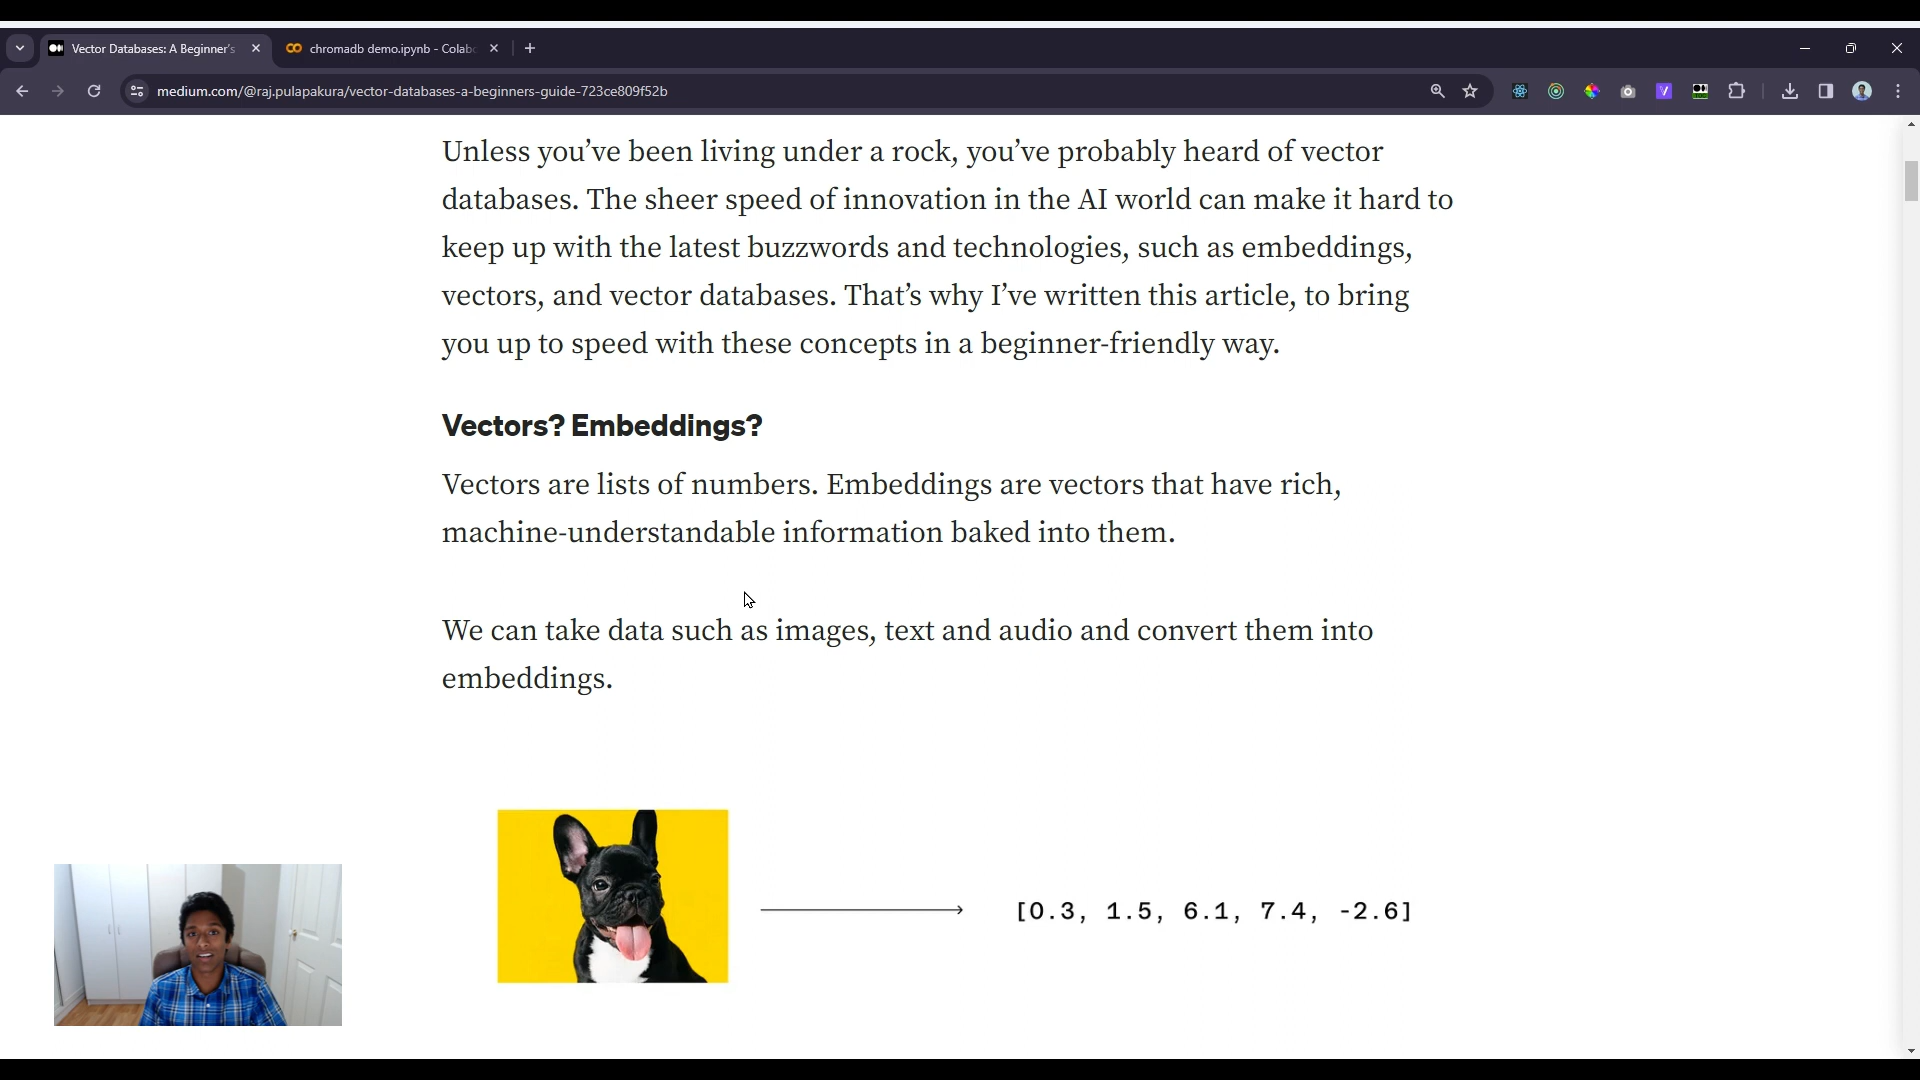 Vector Databases: A Beginner's
chromadb demo.ipynb - Colab
medium.com/@raj.pulapakura/vector-databases-a-beginners-guide-723ce809f52b
Unless you’ve been living under a rock, you’ve probably heard of vector
databases. The sheer speed of innovation in the AI world can make it hard to
keep up with the latest buzzwords and technologies, such as embeddings,
vectors, and vector databases. That’s why I’ve written this article, to bring
you up to speed with these concepts in a beginner-friendly way.
Vectors? Embeddings?
Vectors are lists of numbers. Embeddings are vectors that have rich,
machine-understandable information baked into them.
We can take data such as images, text and audio and convert them into
embeddings.
[0.3, 1.5, 6.1, 7.4, -2.6]